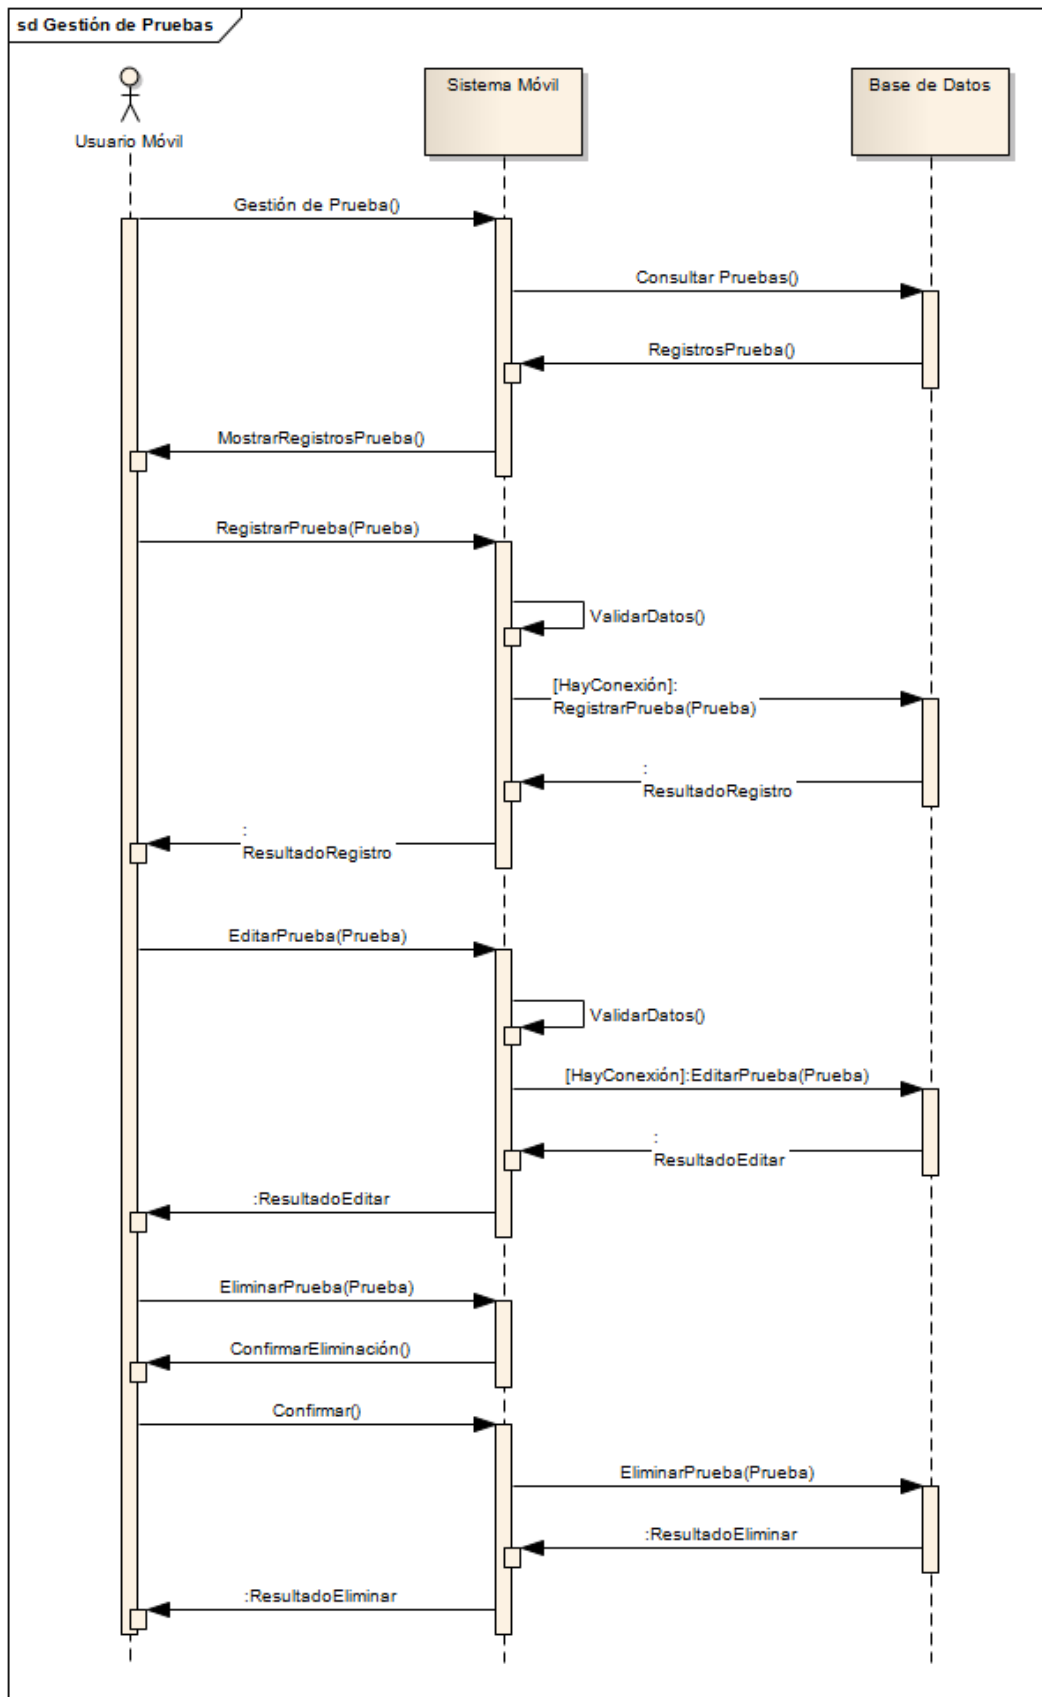 sd Gestión de Pruebas
Usuario Móvil
Sistema Móvil
Base de Datos
Gestión de Prueba()
Consultar Pruebas()
RegistrosPrueba()
MostrarRegistrosPrueba()
RegistrarPrueba(Prueba)
ValidarDatos()
[HayConexión]:
RegistrarPrueba(Prueba)
:
ResultadoRegistro
:
ResultadoRegistro
EditarPrueba(Prueba)
ValidarDatos()
[HayConexión]:EditarPrueba(Prueba)
:
ResultadoEditar
:ResultadoEditar
EliminarPrueba(Prueba)
ConfirmarEliminación()
Confirmar()
EliminarPrueba(Prueba)
:ResultadoEliminar
:ResultadoEliminar